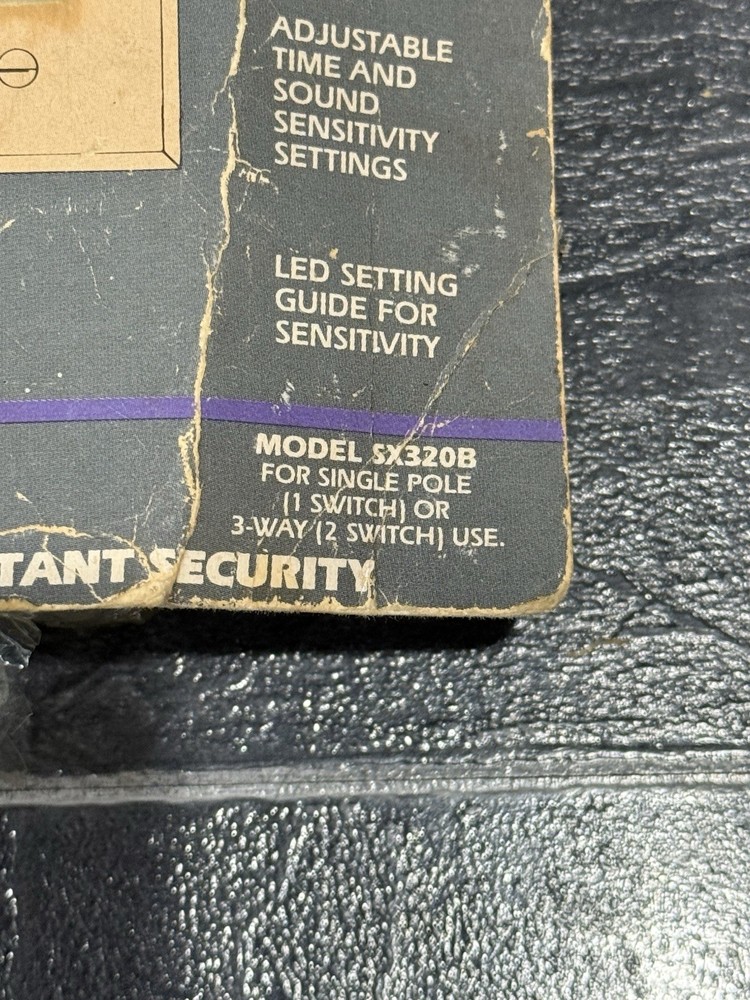 ADJUSTABLE
TIME AND
SOUND
SENSITIVITY
SETTINGS
LED SETTING
GUIDE FOR
SENSITIVITY
MODEL SX320B
FOR SINGLE POLE
(1 SWITCH) OR
3-WAY (2 SWITCH) USE.
TANT SECURITY